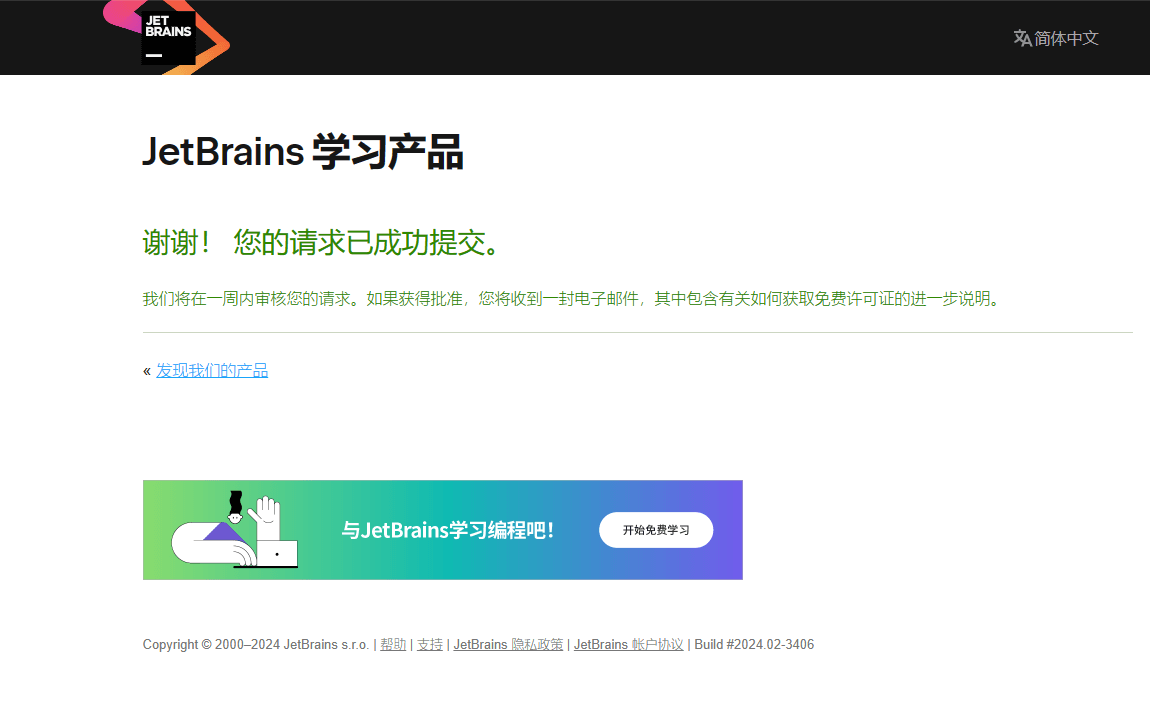 JET
BRAINS
简体中文
JetBrains 学习产品
谢谢！ 您的请求已成功提交。
我们将在一周内审核您的请求。如果获得批准，您将收到一封电子邮件，其中包含有关如何获取免费许可证的进一步说明。
« 发现我们的产品
与JetBrains学习编程吧！
开始免费学习
Copyright © 2000–2024 JetBrains s.r.o. | 帮助 | 支持 | JetBrains 隐私政策 | JetBrains 帐户协议 | Build #2024.02-3406